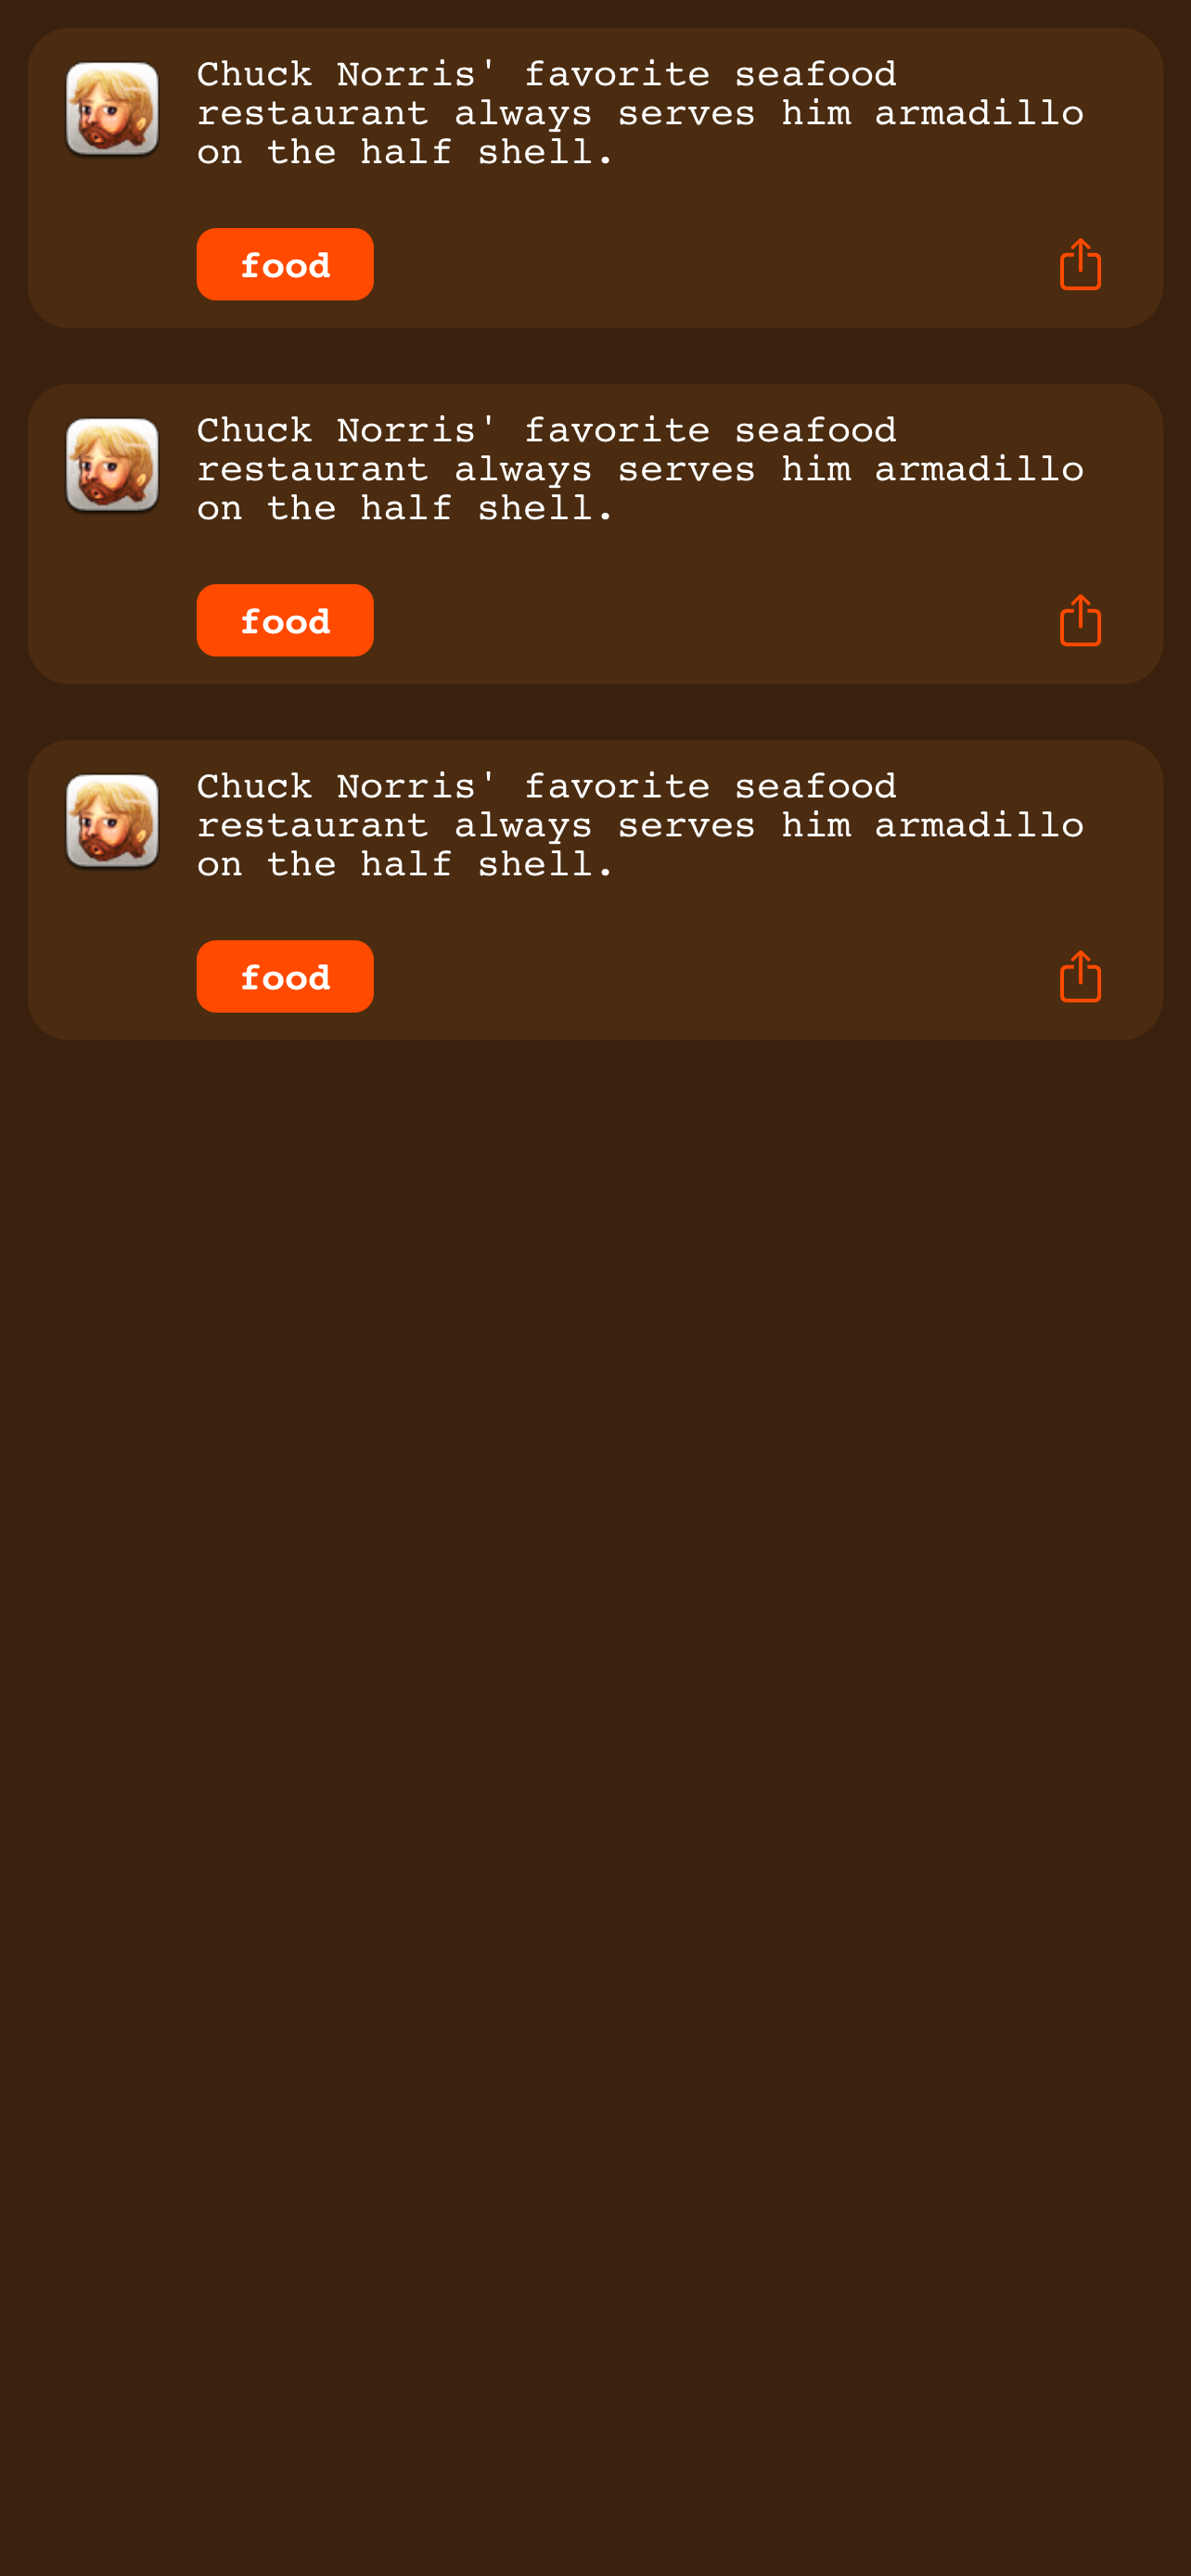 Chuck Norris' favorite seafood
restaurant always serves him armadillo
on the half shell.
food
Chuck Norris' favorite seafood
restaurant always serves him armadillo
on the half shell.
food
Chuck Norris' favorite seafood
restaurant always serves him armadillo
on the half shell.
food